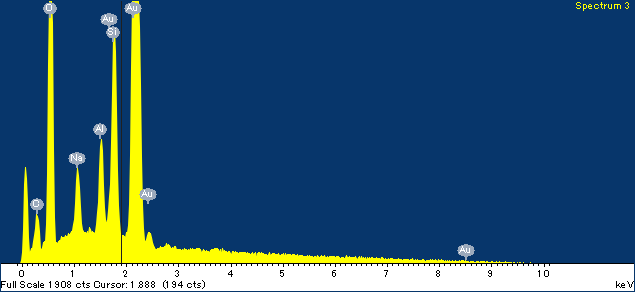 Spectrum 3
O Au Au
Si
Al
Na
Au
C
Au
0 1 2 3 4 5 6 7 8 9 10
Full Scale 1908 cts Cursor: 1.888 (194 cts) keV